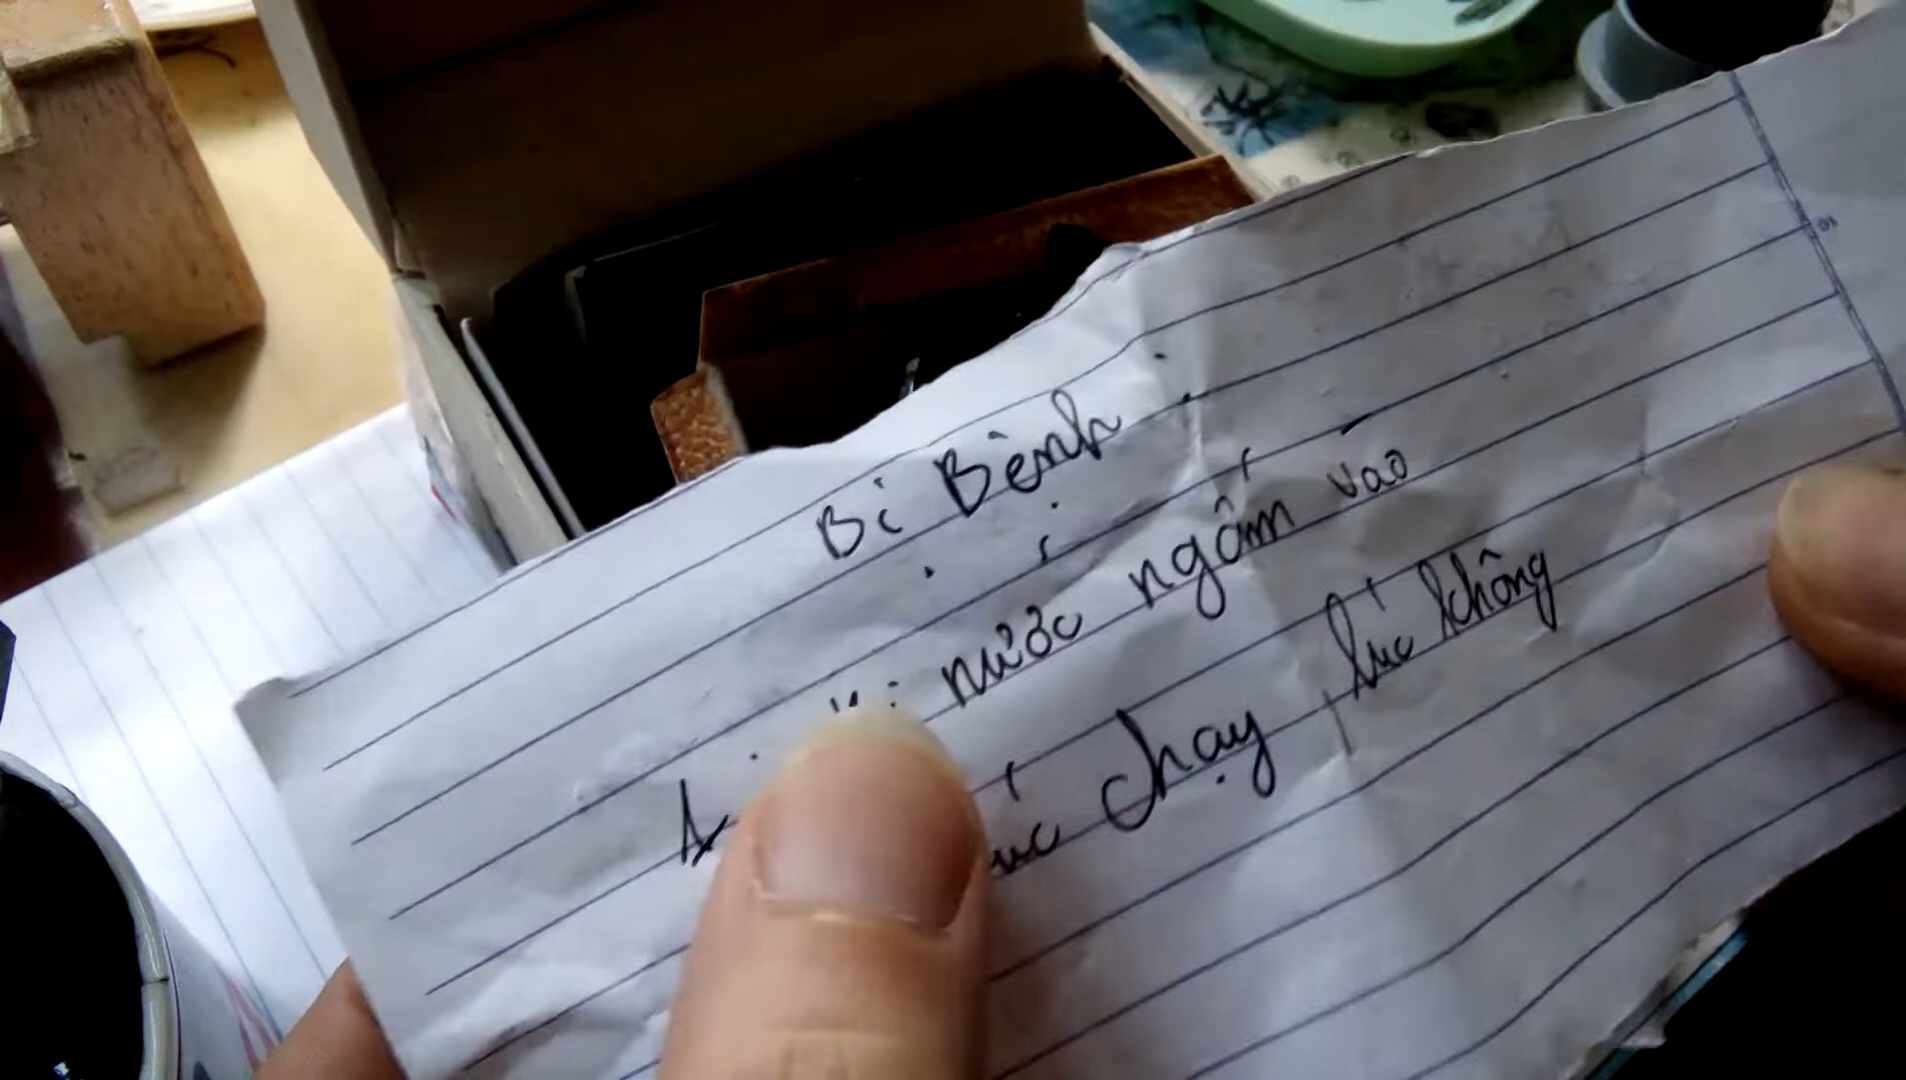 Bị Bệnh
nước ngấm vào
chạy, lúc không